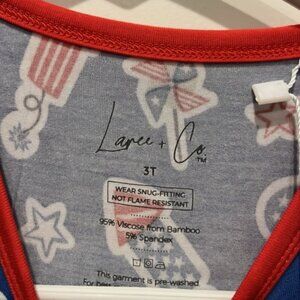 Laree + Co.
TM
3T
WEAR SNUG-FITTING
NOT FLAME RESISTANT
95% Viscose from Bamboo
5% Spandex
This garment is pre-washed